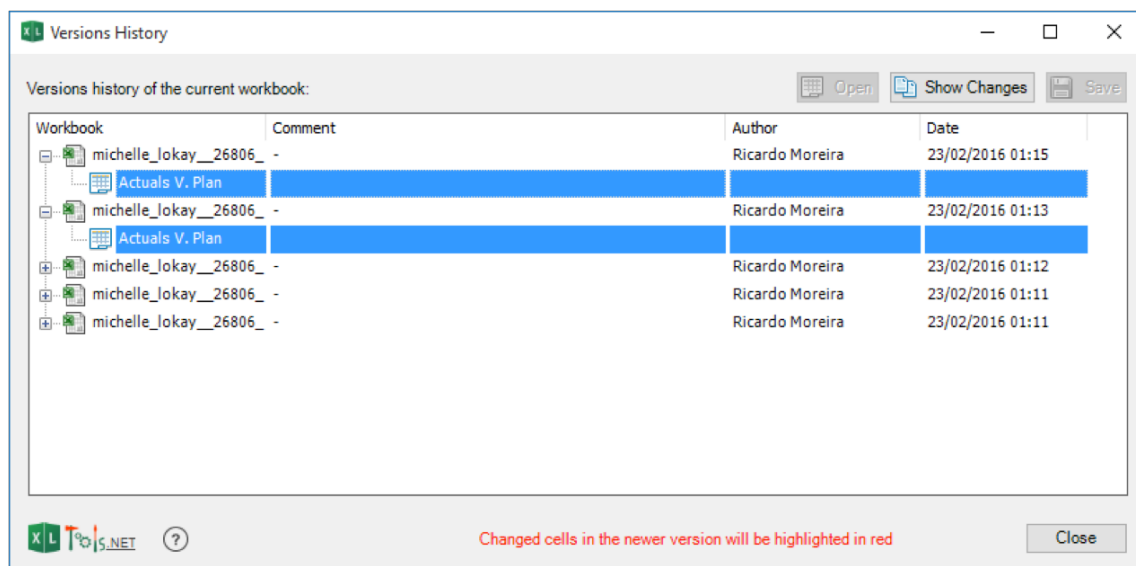 Versions History
Versions history of the current workbook: Open Show Changes Save
Workbook Comment Author Date
michelle_lokay__26806_ - Ricardo Moreira 23/02/2016 01:15
Actuals V. Plan
michelle_lokay__26806_ - Ricardo Moreira 23/02/2016 01:13
Actuals V. Plan
michelle_lokay__26806_ - Ricardo Moreira 23/02/2016 01:12
michelle_lokay__26806_ - Ricardo Moreira 23/02/2016 01:11
michelle_lokay__26806_ - Ricardo Moreira 23/02/2016 01:11
XL Tools.NET ? Changed cells in the newer version will be highlighted in red Close